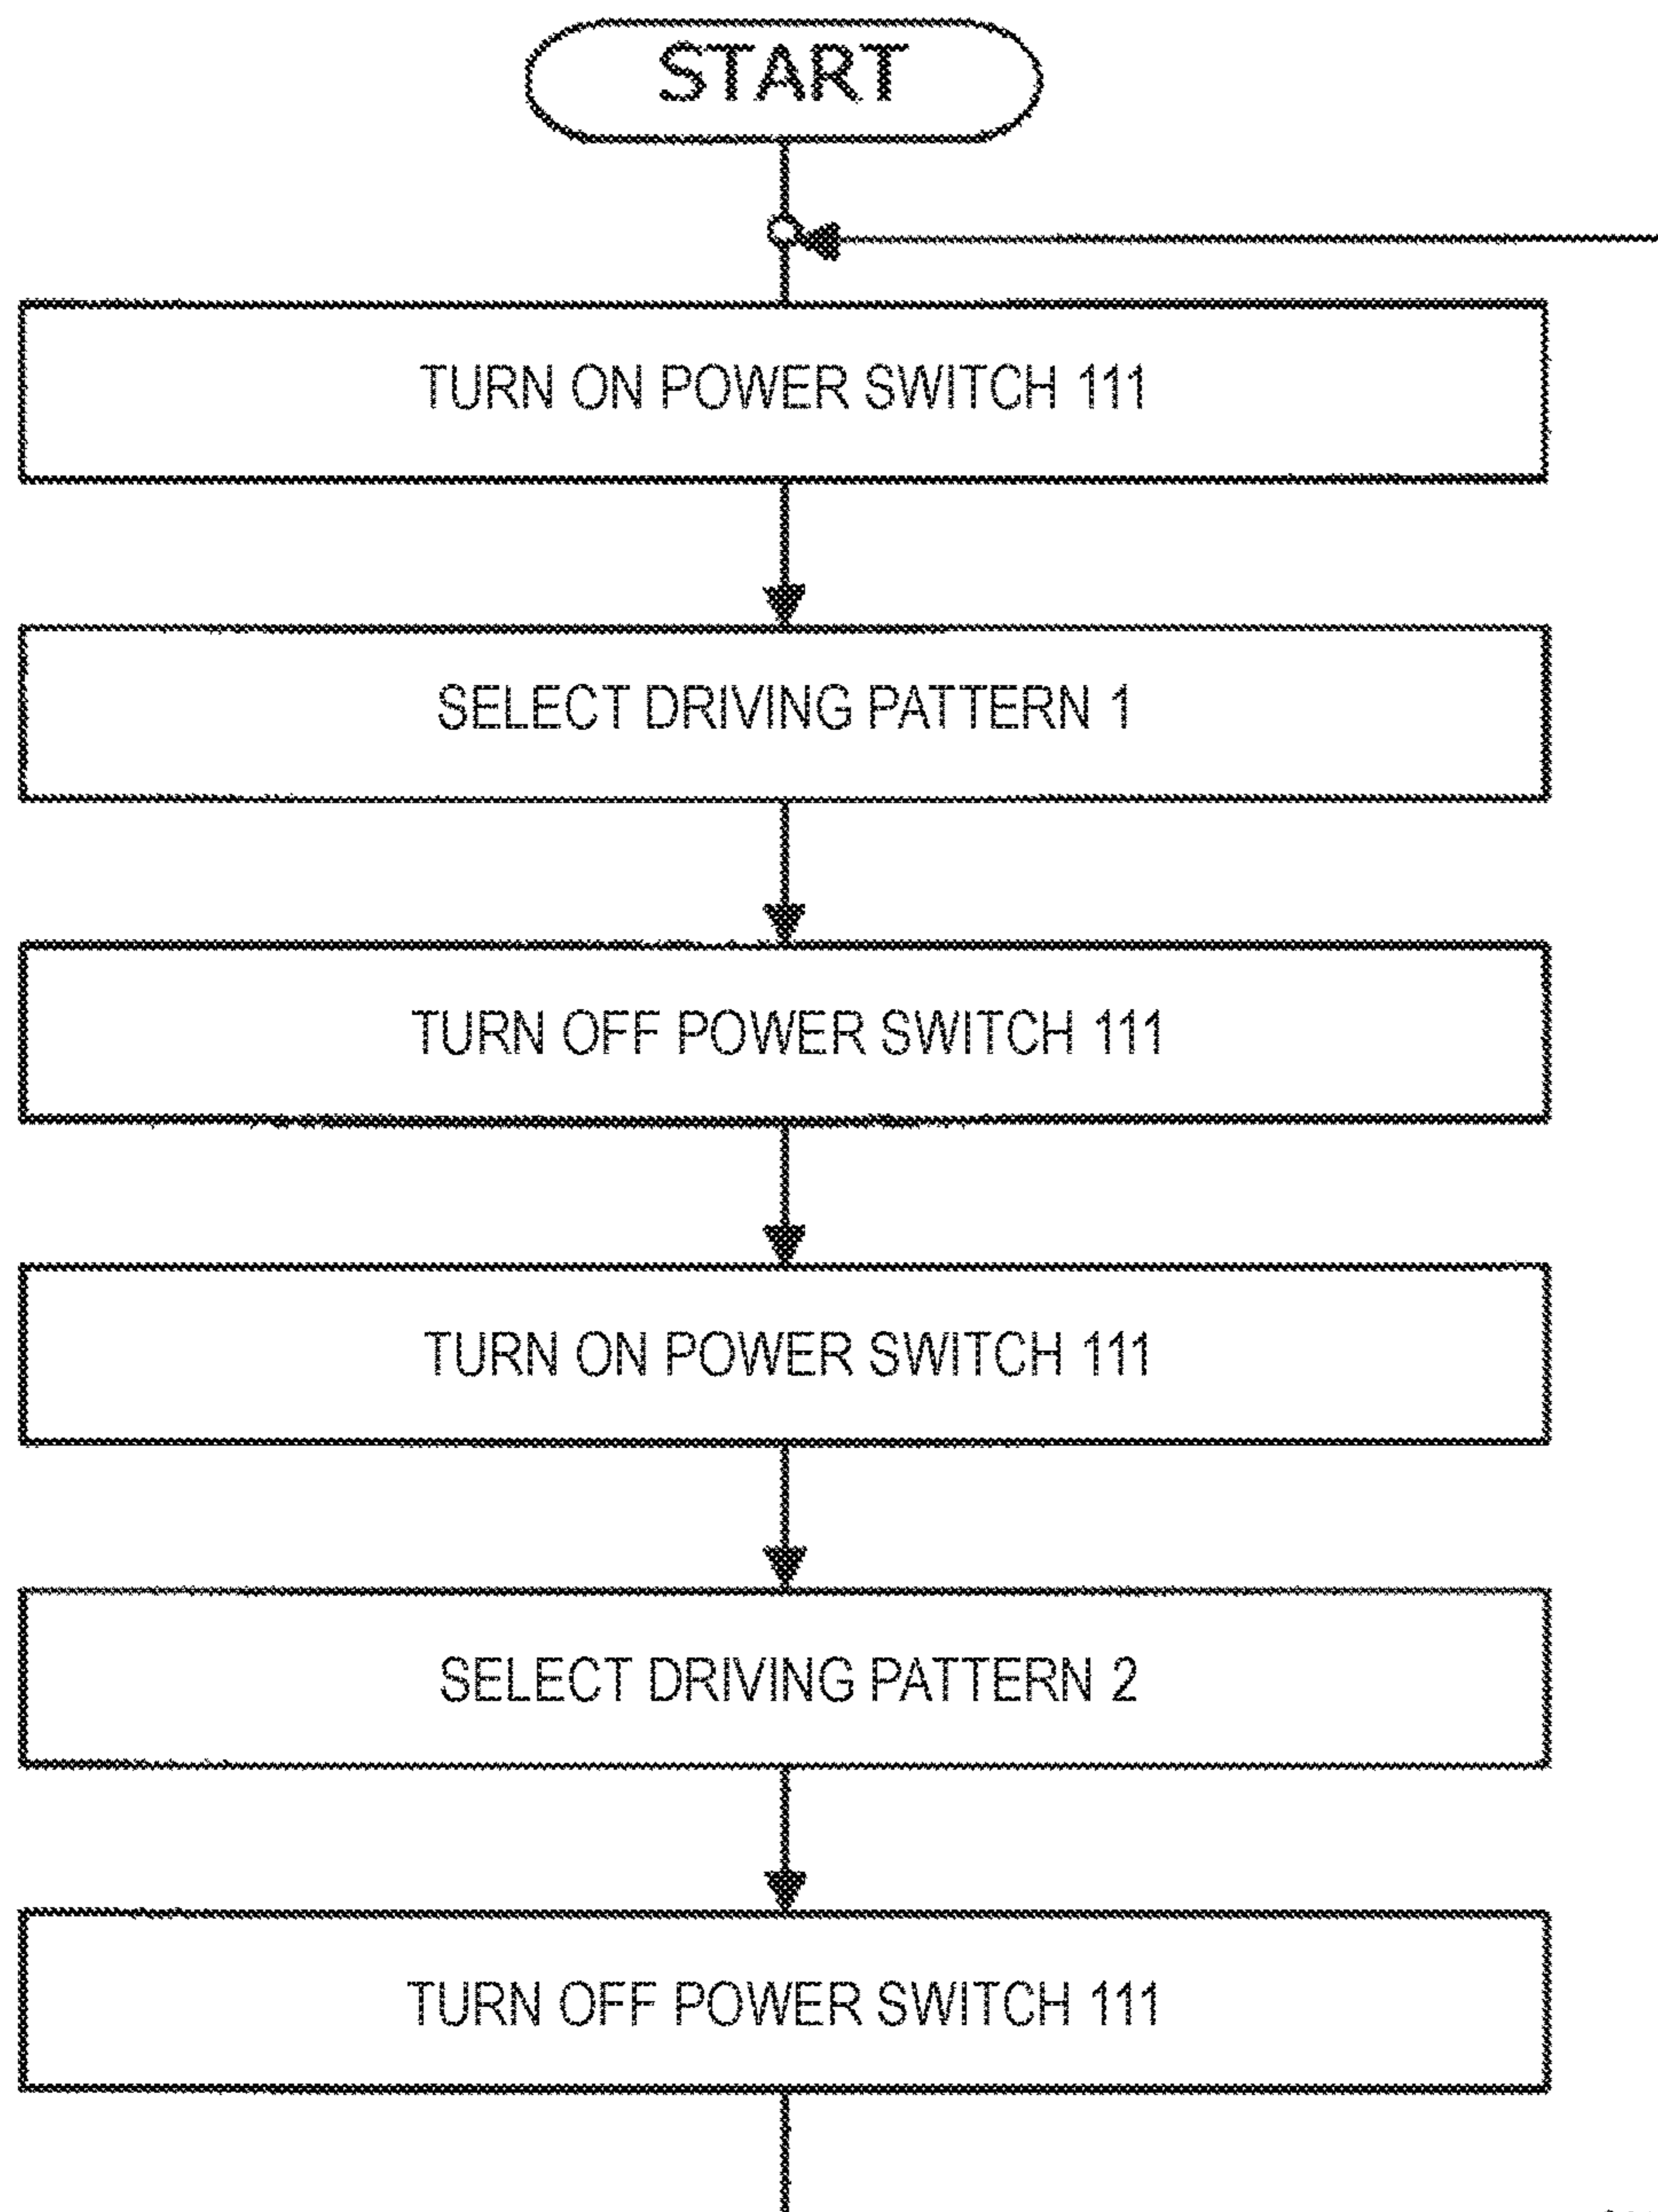 START
TURN ON POWER SWITCH 111
SELECT DRIVING PATTERN 1
TURN OFF POWER SWITCH 111
TURN ON POWER SWITCH 111
SELECT DRIVING PATTERN 2
TURN OFF POWER SWITCH 111